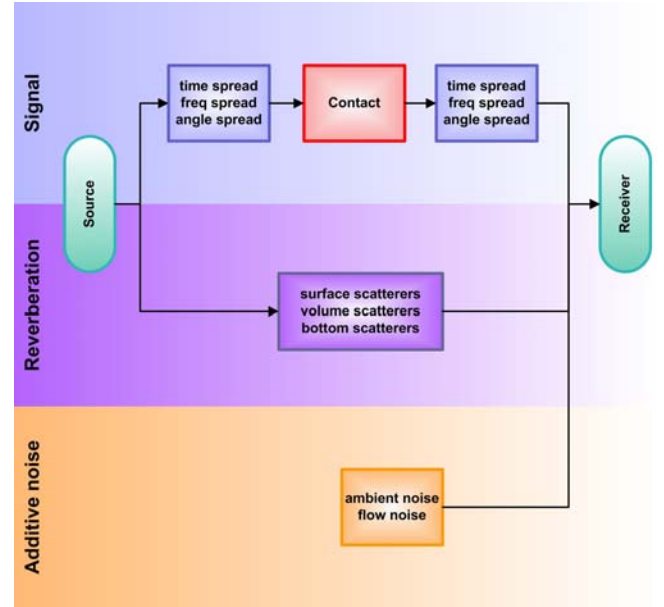 Signal
time spread
freq spread
angle spread
Contact
time spread
freq spread
angle spread
Source
Receiver
Reverberation
surface scatterers
volume scatterers
bottom scatterers
Additive noise
ambient noise
flow noise